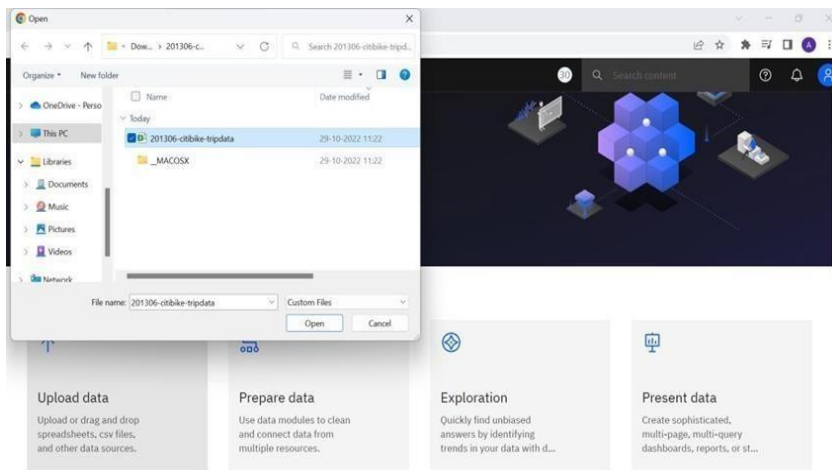 Open
Dow... > 201306-c...
Search 201306-citibike-tripd...
Organize
New folder
Name
Date modified
OneDrive - Perso
This PC
Libraries
Documents
Music
Pictures
Videos
Network
Today
201306-citibike-tripdata
29-10-2022 11:22
_MACOSX
29-10-2022 11:22
File name: 201306-citibike-tripdata
Custom Files
Open
Cancel
A
30
Search content
Upload data
Upload or drag and drop
spreadsheets, csv files,
and other data sources.
Prepare data
Use data modules to clean
and connect data from
multiple resources.
Exploration
Quickly find unbiased
answers by identifying
trends in your data with d...
Present data
Create sophisticated,
multi-page, multi-query
dashboards, reports, or st...